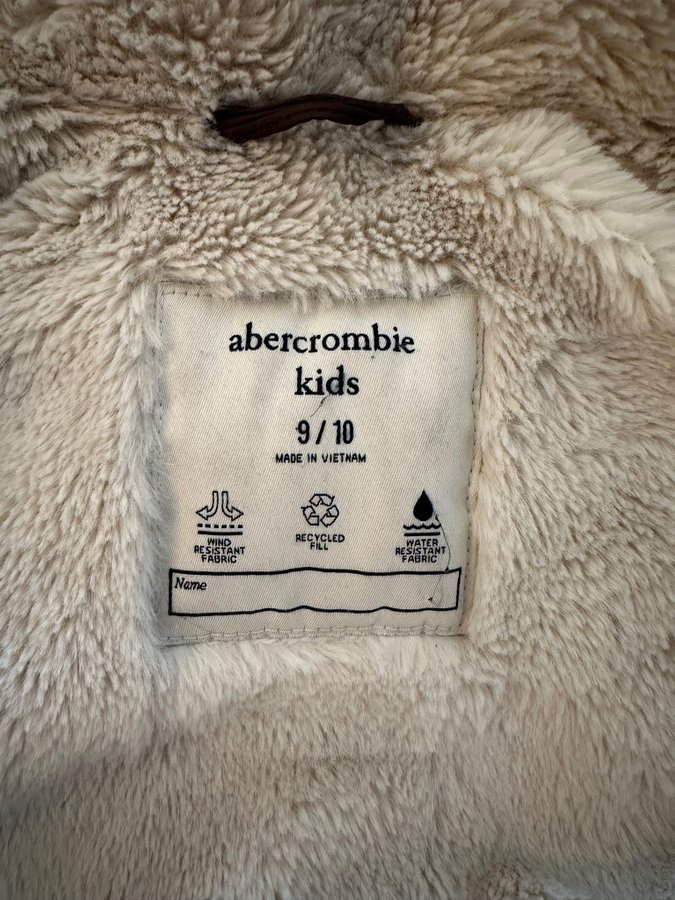 abercrombie
kids
9 / 10
MADE IN VIETNAM
WIND
RESISTANT
FABRIC
RECYCLED
FILL
WATER
RESISTANT
FABRIC
Name